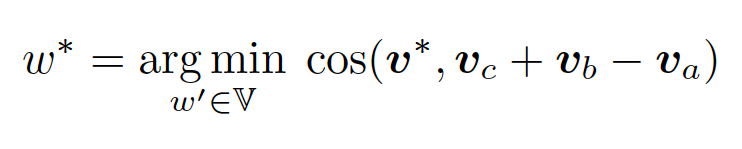 w* = arg min cos(v*, v_c + v_b − v_a)
w′∈𝕍